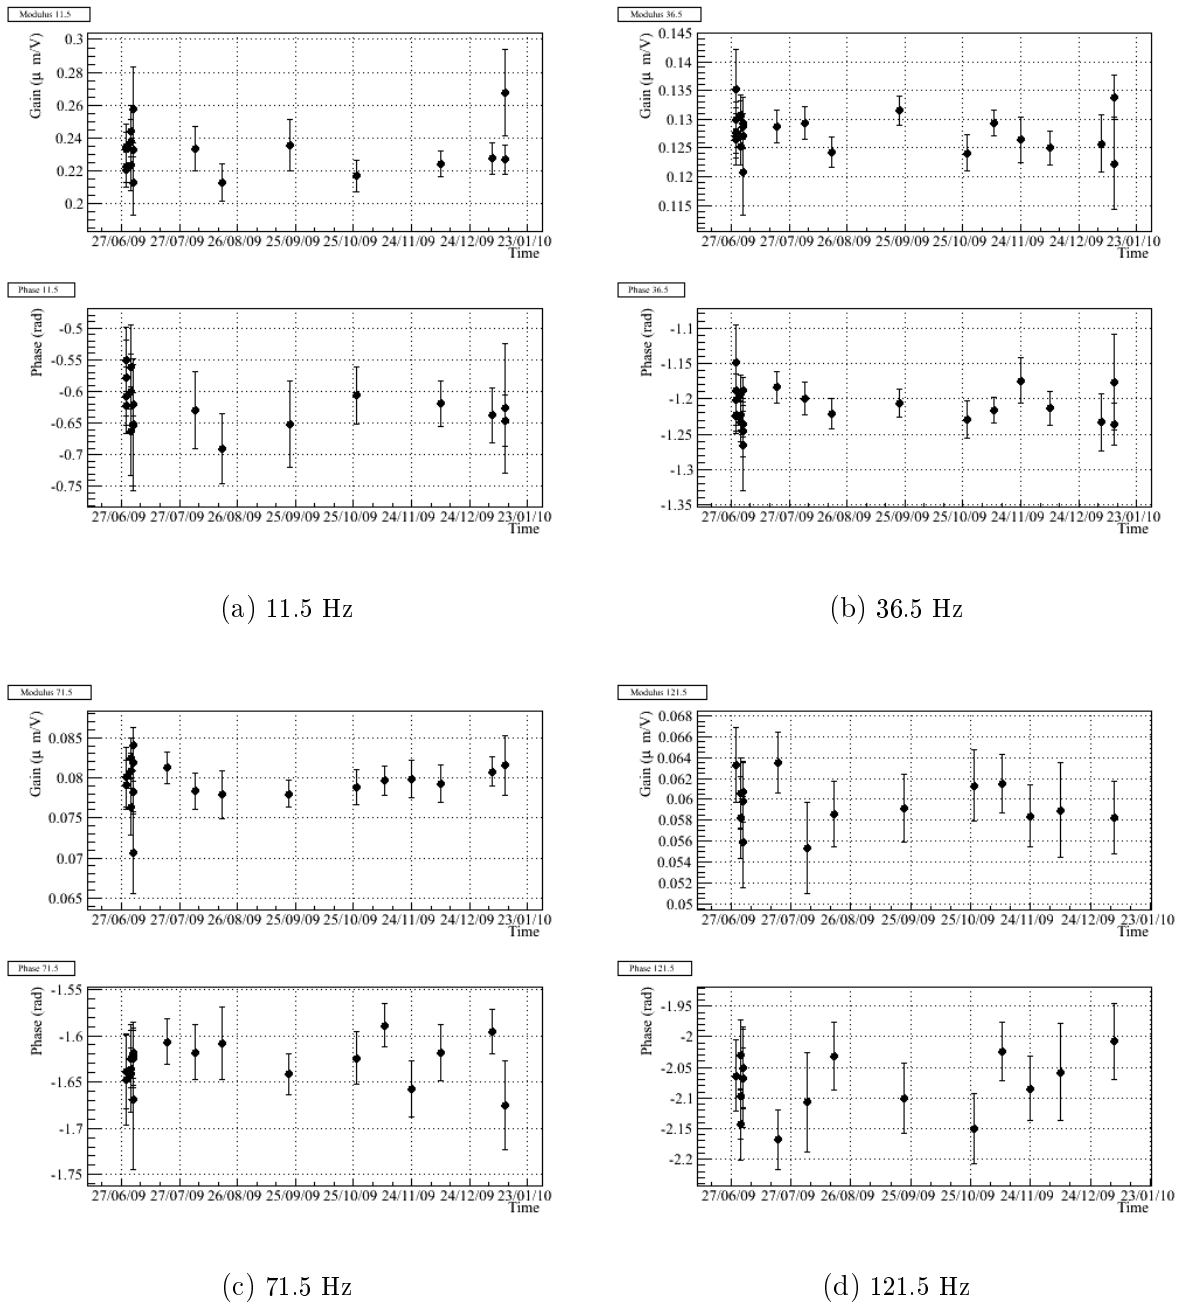 Modulus 11.5
Gain (μ m/V)
0.3
0.28
0.26
0.24
0.22
0.2
27/06/09 27/07/09 26/08/09 25/09/09 25/10/09 24/11/09 24/12/09 23/01/10
Time
Phase 11.5
Phase (rad)
-0.5
-0.55
-0.6
-0.65
-0.7
-0.75
27/06/09 27/07/09 26/08/09 25/09/09 25/10/09 24/11/09 24/12/09 23/01/10
Time
(a) 11.5 Hz
Modulus 36.5
Gain (μ m/V)
0.145
0.14
0.135
0.13
0.125
0.12
0.115
27/06/09 27/07/09 26/08/09 25/09/09 25/10/09 24/11/09 24/12/09 23/01/10
Time
Phase 36.5
Phase (rad)
-1.1
-1.15
-1.2
-1.25
-1.3
-1.35
27/06/09 27/07/09 26/08/09 25/09/09 25/10/09 24/11/09 24/12/09 23/01/10
Time
(b) 36.5 Hz
Modulus 71.5
Gain (μ m/V)
0.085
0.08
0.075
0.07
0.065
27/06/09 27/07/09 26/08/09 25/09/09 25/10/09 24/11/09 24/12/09 23/01/10
Time
Phase 71.5
Phase (rad)
-1.55
-1.6
-1.65
-1.7
-1.75
27/06/09 27/07/09 26/08/09 25/09/09 25/10/09 24/11/09 24/12/09 23/01/10
Time
(c) 71.5 Hz
Modulus 121.5
Gain (μ m/V)
0.068
0.066
0.064
0.062
0.06
0.058
0.056
0.054
0.052
0.05
27/06/09 27/07/09 26/08/09 25/09/09 25/10/09 24/11/09 24/12/09 23/01/10
Time
Phase 121.5
Phase (rad)
-1.95
-2
-2.05
-2.1
-2.15
-2.2
27/06/09 27/07/09 26/08/09 25/09/09 25/10/09 24/11/09 24/12/09 23/01/10
Time
(d) 121.5 Hz